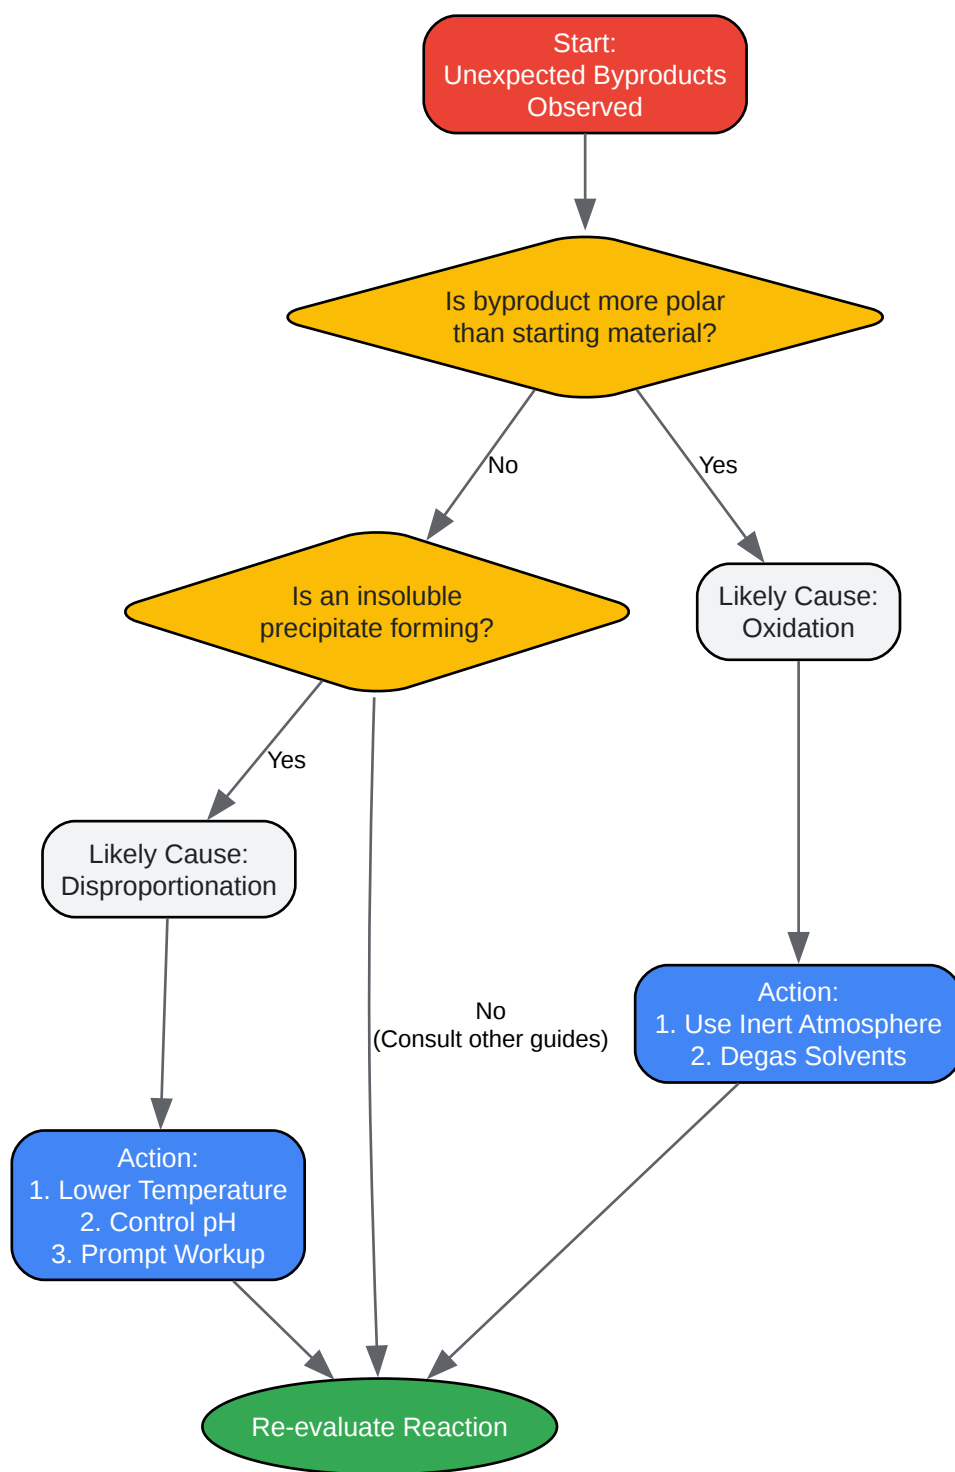 Start:
Unexpected Byproducts
Observed
Is byproduct more polar
than starting material?
No
Yes
Is an insoluble
precipitate forming?
Likely Cause:
Oxidation
Yes
Likely Cause:
Disproportionation
No
(Consult other guides)
Action:
1. Use Inert Atmosphere
2. Degas Solvents
Action:
1. Lower Temperature
2. Control pH
3. Prompt Workup
Re-evaluate Reaction